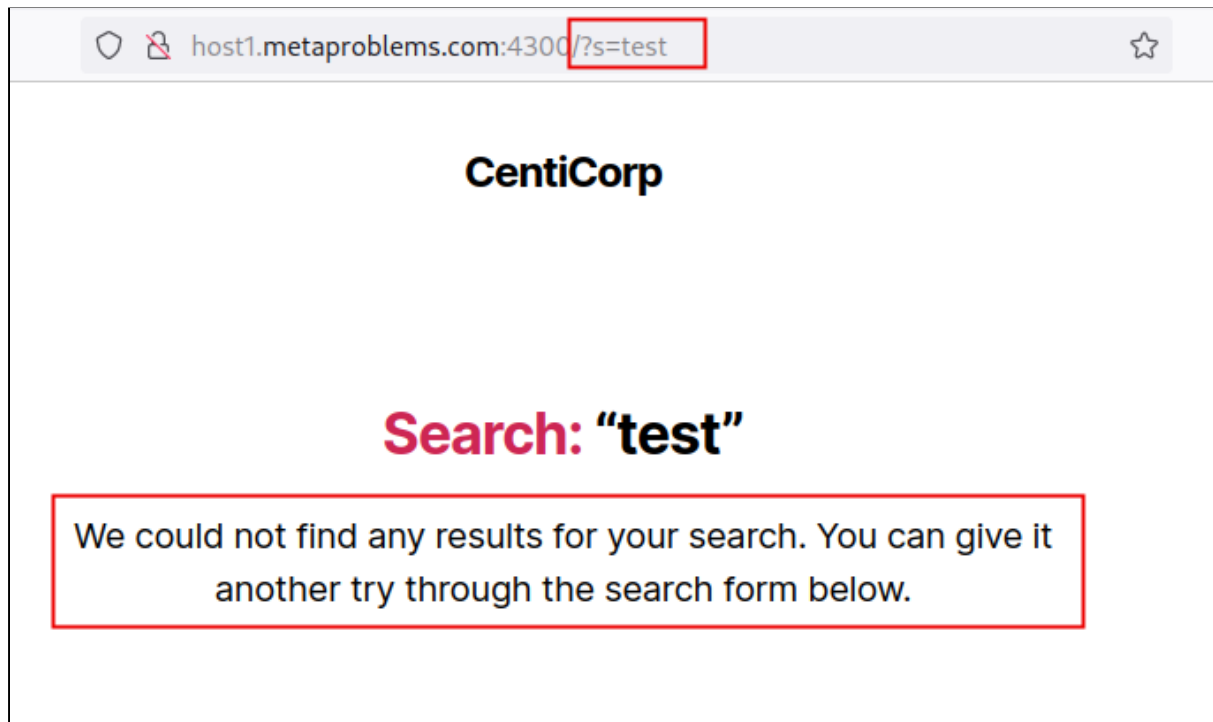 host1.metaproblems.com:4300/?s=test
CentiCorp
Search: “test”
We could not find any results for your search. You can give it
another try through the search form below.